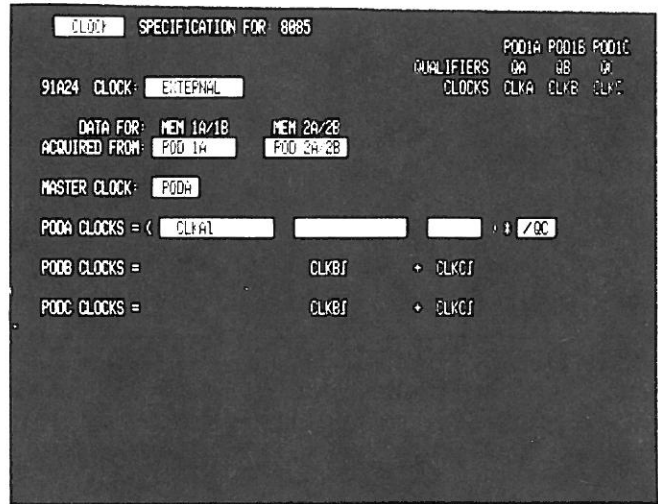 CLOCK SPECIFICATION FOR: 8085
POD1A POD1B POD1C
QUALIFIERS QA QB QC
91A24 CLOCK: EXTERNAL CLOCKS CLKA CLKB CLKC
DATA FOR: MEM 1A/1B MEM 2A/2B
ACQUIRED FROM: POD 1A POD 2A/2B
MASTER CLOCK: PODA
PODA CLOCKS = ( CLKA ) * /QC
PODB CLOCKS = CLKB∫ + CLKC∫
PODC CLOCKS = CLKB∫ + CLKC∫